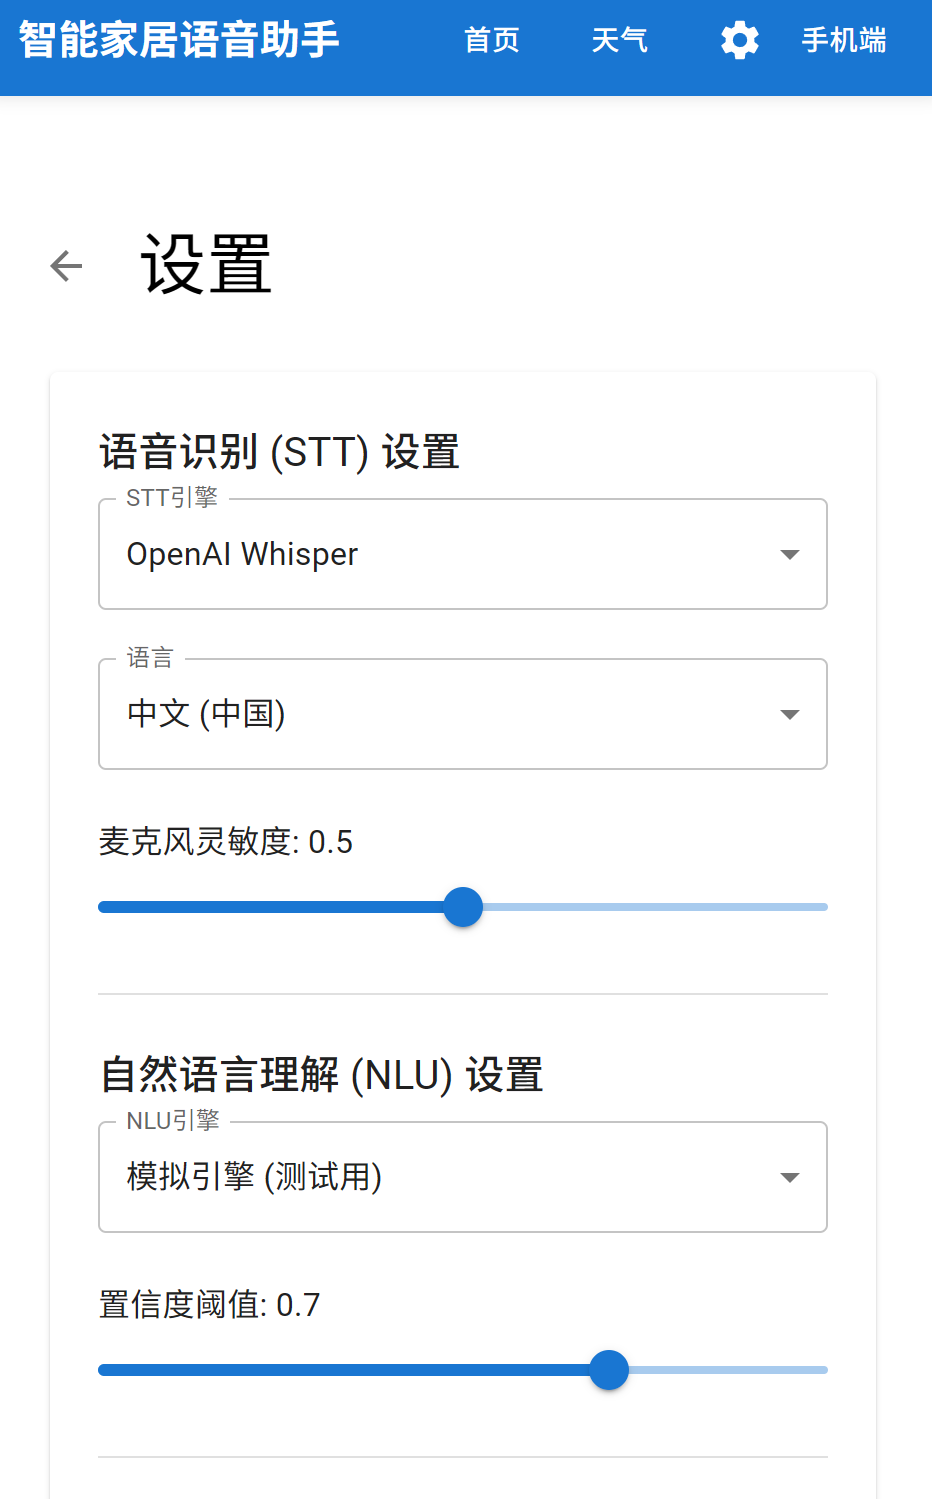 智能家居语音助手 首页 天气 手机端
设置
语音识别 (STT) 设置
STT引擎
OpenAI Whisper
语言
中文 (中国)
麦克风灵敏度: 0.5
自然语言理解 (NLU) 设置
NLU引擎
模拟引擎 (测试用)
置信度阈值: 0.7